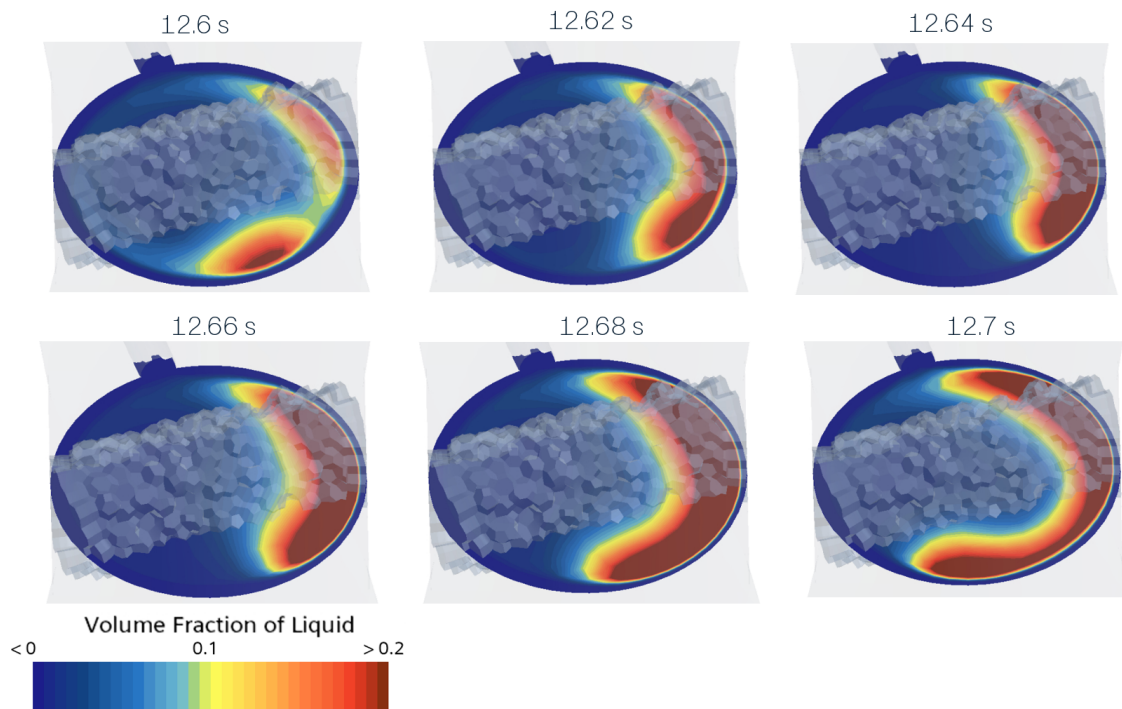 12.6 s
12.62 s
12.64 s
12.66 s
12.68 s
12.7 s
Volume Fraction of Liquid
< 0 0.1 > 0.2